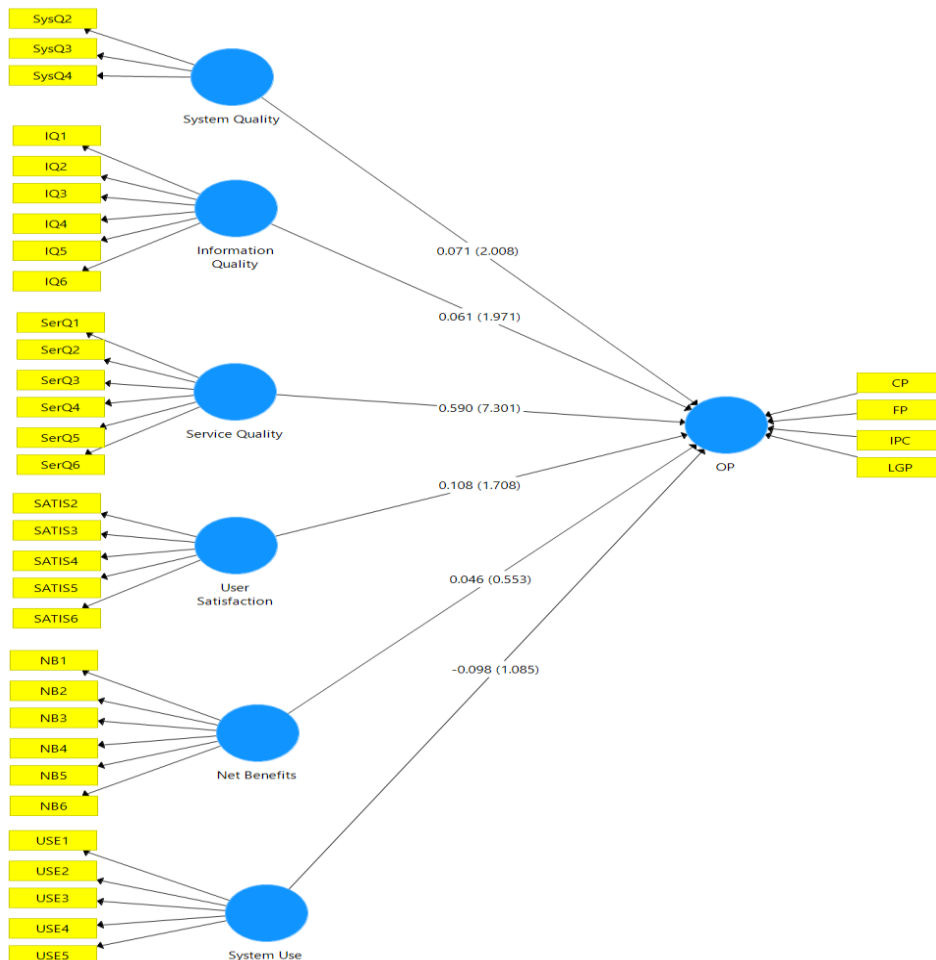 SysQ2
SysQ3
SysQ4
System Quality
IQ1
IQ2
IQ3
IQ4
IQ5
IQ6
Information
Quality
SerQ1
SerQ2
SerQ3
SerQ4
SerQ5
SerQ6
Service Quality
SATIS2
SATIS3
SATIS4
SATIS5
SATIS6
User
Satisfaction
NB1
NB2
NB3
NB4
NB5
NB6
Net Benefits
USE1
USE2
USE3
USE4
USE5
System Use
0.071 (2.008)
0.061 (1.971)
0.590 (7.301)
0.108 (1.708)
0.046 (0.553)
-0.098 (1.085)
OP
CP
FP
IPC
LGP